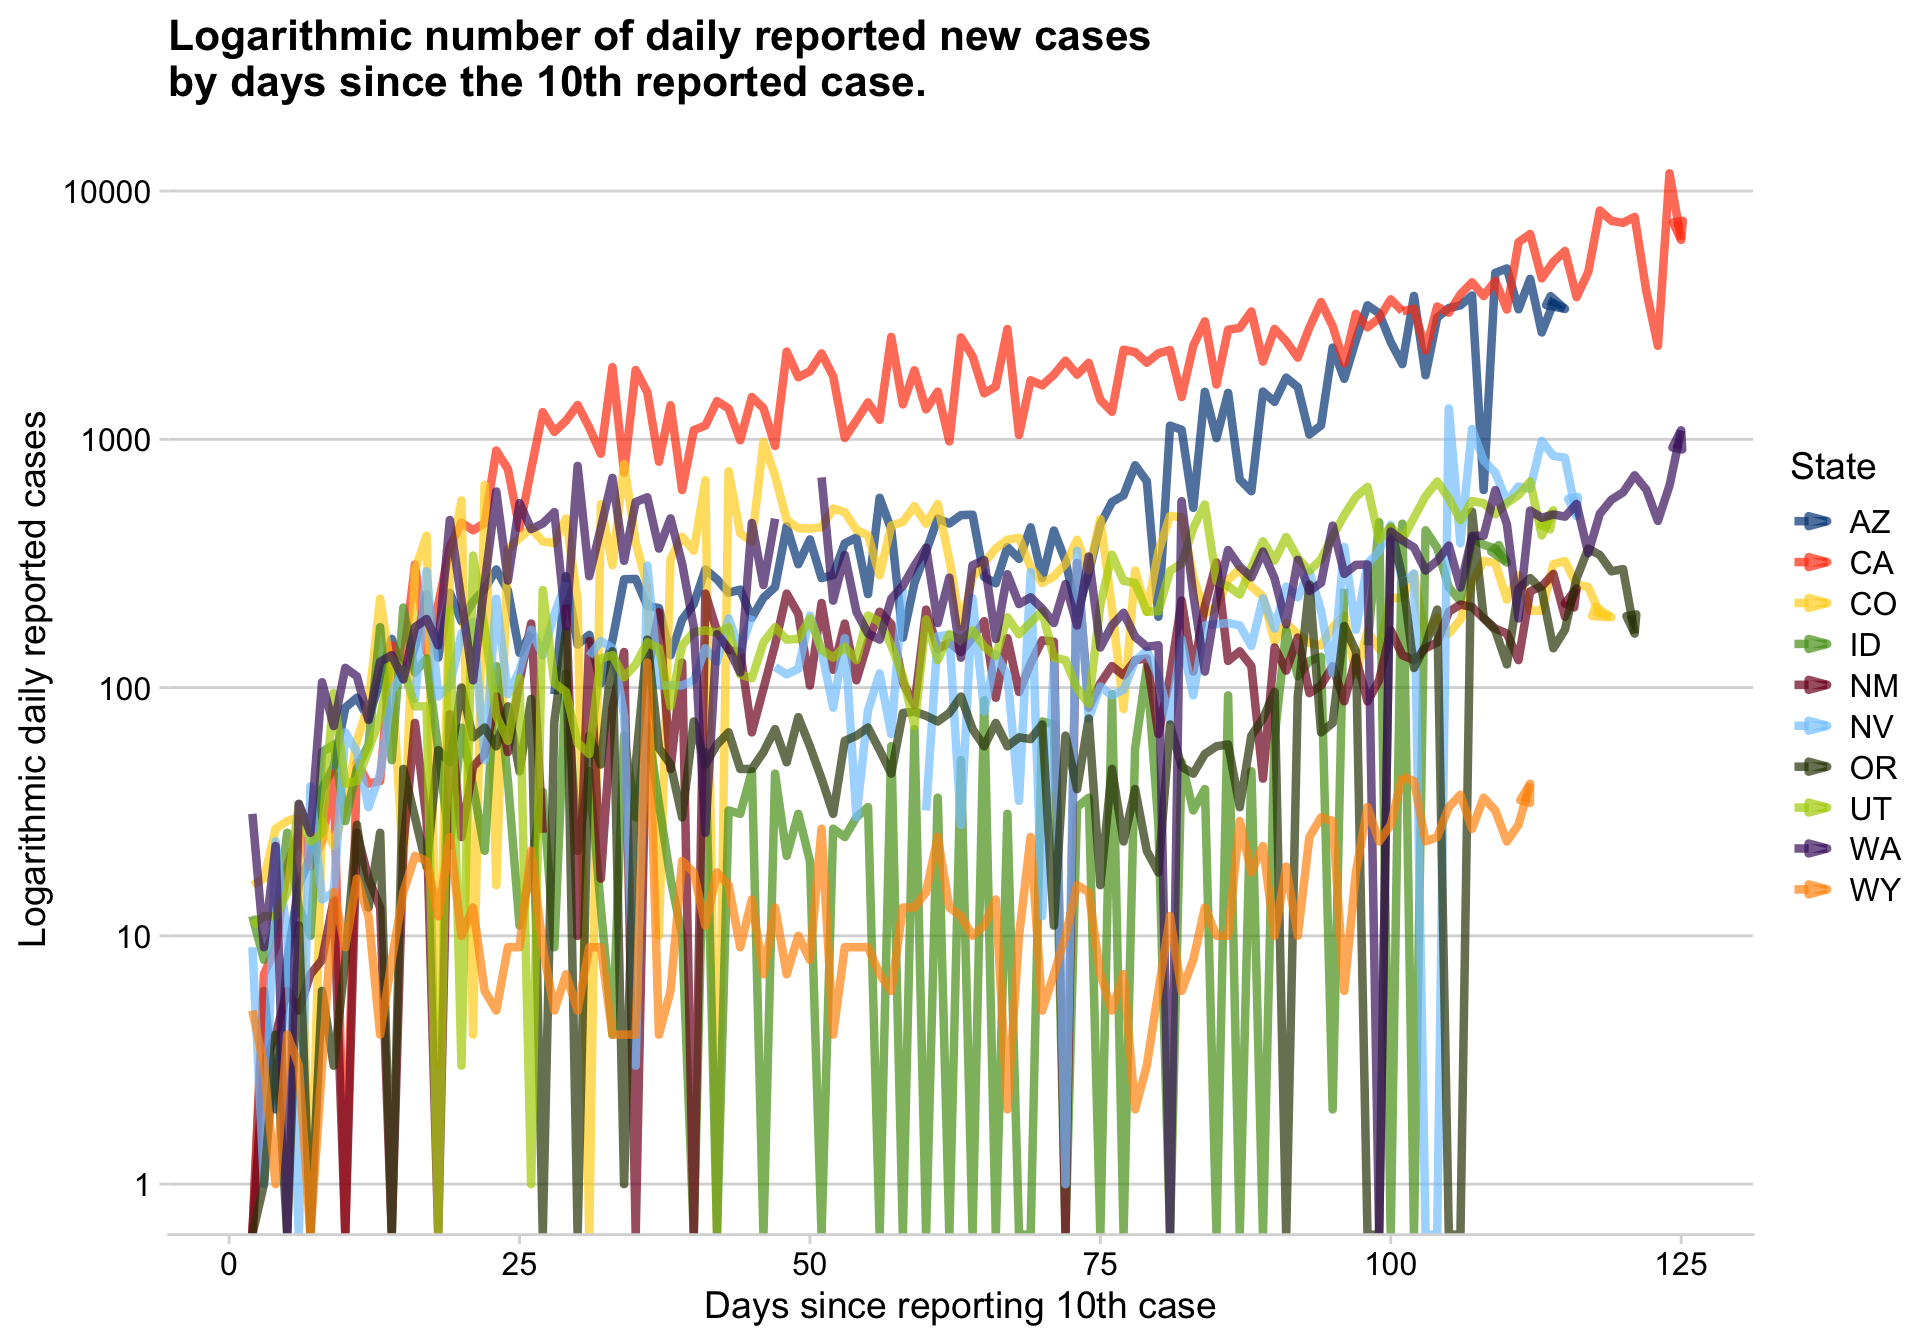 Logarithmic number of daily reported new cases
by days since the 10th reported case.
Logarithmic daily reported cases
10000
1000
100
10
1
0
25
50
75
100
125
Days since reporting 10th case
State
AZ
CA
CO
ID
NM
NV
OR
UT
WA
WY